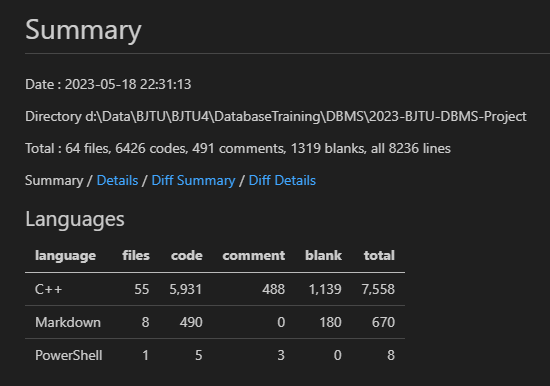 Summary
Date : 2023-05-18 22:31:13
Directory d:\Data\BJTU\BJTU4\DatabaseTraining\DBMS\2023-BJTU-DBMS-Project
Total : 64 files, 6426 codes, 491 comments, 1319 blanks, all 8236 lines
Summary / Details / Diff Summary / Diff Details
Languages
language files code comment blank total
C++ 55 5,931 488 1,139 7,558
Markdown 8 490 0 180 670
PowerShell 1 5 3 0 8